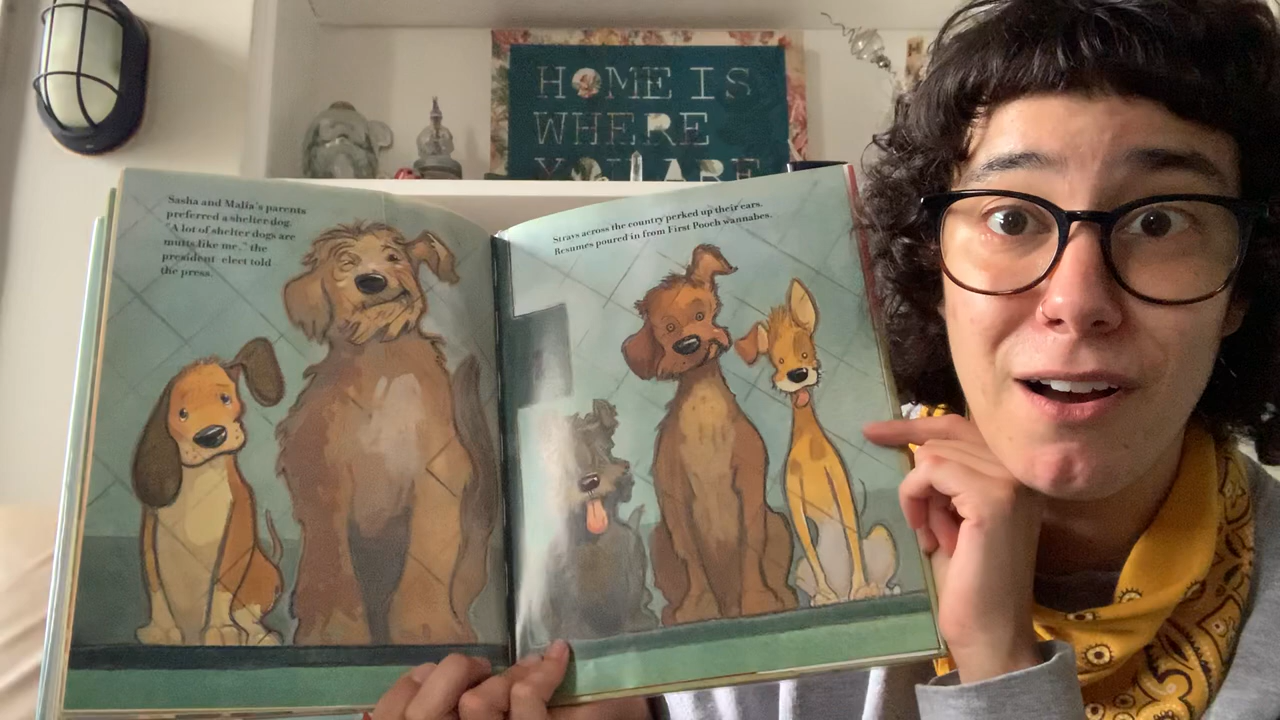 HOME IS
WHERE
YOU ARE
Sasha and Malia's parents
preferred a shelter dog.
"A lot of shelter dogs are
mutts like me," the
president elect told
the press.
Strays across the country perked up their ears.
Resumes poured in from First Pooch wannabes.